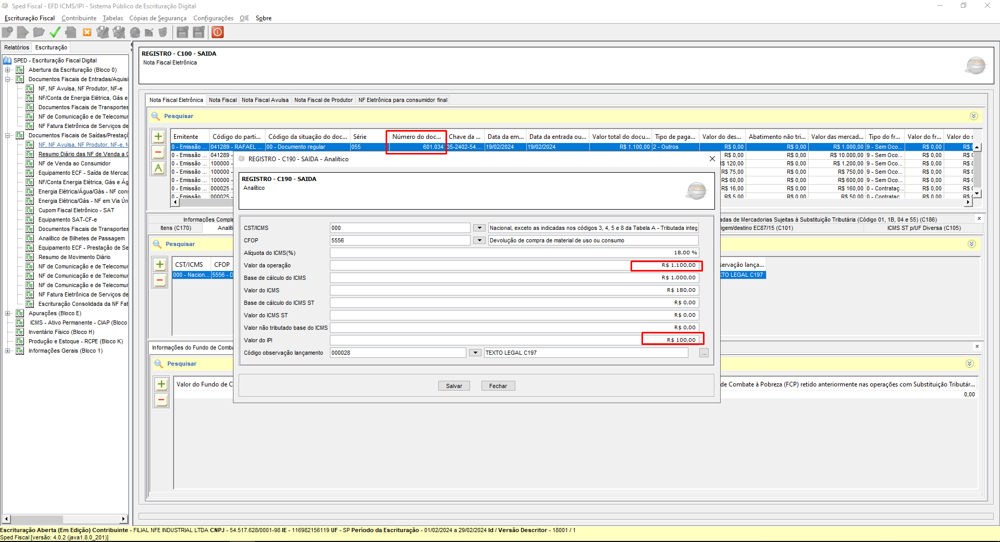 Sped Fiscal - EFD ICMS/IPI - Sistema Público de Escrituração Digital
Escrituração Fiscal Contribuinte Tabelas Cópias de Segurança Configurações OIE Sobre
Relatórios Escrituração
SPED - Escrituração Fiscal Digital
Abertura da Escrituração (Bloco 0)
Documentos Fiscais de Entradas/Aquisi
NF, NF Avulsa, NF Produtor, NF-e
NF/Conta de Energia Elétrica, Gás e
Documentos Fiscais de Transportes
NF de Comunicação e de Telecomur
NF Fatura Eletrônica de Serviços de
Documentos Fiscais de Saídas/Prestaçõ
NF, NF Avulsa, NF Produtor, NF-e, N
Resumo Diário das NF de Venda a C
NF de Venda ao Consumidor
Equipamento ECF - Saída de Mercad
NF/Conta Energia Elétrica, Gás e Ág
Energia Elétrica/Água/Gás - NF cons
Energia Elétrica/Gás - NF em Via Ún
Cupom Fiscal Eletrônico - SAT
Equipamento SAT-CF-e
Documentos Fiscais de Transportes
Analítico de Bilhetes de Passagem
Equipamento ECF - Prestação de Se
Resumo de Movimento Diário
NF de Comunicação e de Telecomur
NF de Comunicação e de Telecomur
NF de Comunicação e de Telecomur
NF Fatura Eletrônica de Serviços de
Escrituração Consolidada da NF Fat
Apurações (Bloco E)
ICMS - Ativo Permanente - CIAP (Bloco
Inventário Físico (Bloco H)
Produção e Estoque - RCPE (Bloco K)
Informações Gerais (Bloco 1)
REGISTRO - C100 - SAIDA
Nota Fiscal Eletrônica
Nota Fiscal Eletrônica Nota Fiscal Nota Fiscal Avulsa Nota Fiscal de Produtor NF Eletrônica para consumidor final
Pesquisar
Emitente Código do parti... Código da situação do doc... Série Número do doc... Chave da ... Data da em... Data da entrada ou... Valor total do docu... Tipo de paga... Valor do des... Abatimento não tri... Valor das mercad... Tipo do fr... Valor do fr... Valor do s
0 - Emissão ... 041289 - RAFAEL ... 00 - Documento regular 055 601.034 35-2402-54.... 19/02/2024 19/02/2024 R$ 1.100,00 2 - Outros R$ 0,00 R$ 0,00 R$ 1.000,00 9 - Sem Oco... R$ 0,00 R$ 0
0 - Emissão ... 041289 - R$ 0,00 R$ 0,00 R$ 10.000,00 9 - Sem Oco... R$ 0,00 R$ 0
0 - Emissão ... 100000 - R$ 120,00 R$ 0,00 R$ 1.200,00 9 - Sem Oco... R$ 0,00 R$ 0
0 - Emissão ... 100000 - R$ 75,00 R$ 0,00 R$ 750,00 9 - Sem Oco... R$ 0,00 R$ 0
0 - Emissão ... 100000 - R$ 60,00 R$ 0,00 R$ 600,00 9 - Sem Oco... R$ 0,00 R$ 0
0 - Emissão ... 000025 - R$ 16,00 R$ 0,00 R$ 160,00 0 - Contrataç... R$ 0,00 R$ 0
0 - Emissão 000025 - R$ 5,00 R$ 0,00 R$ 50,00 0 - Contratac R$ 0,00 R$ 0
REGISTRO - C190 - SAIDA - Analítico
REGISTRO - C190 - SAIDA
Analítico
CST/ICMS 000 Nacional, exceto as indicadas nos códigos 3, 4, 5 e 8 da Tabela A - Tributada integ
CFOP 5556 Devolução de compra de material de uso ou consumo
Alíquota do ICMS(%) 18,00 %
Valor da operação R$ 1.100,00
Base de cálculo do ICMS R$ 1.000,00
Valor do ICMS R$ 180,00
Base de cálculo do ICMS ST R$ 0,00
Valor do ICMS ST R$ 0,00
Valor não tributado base do ICMS R$ 0,00
Valor do IPI R$ 100,00
Código observação lançamento 000028 TEXTO LEGAL C197 ...
Salvar Fechar
Informações Comple adas de Mercadorias Sujeitas à Substituição Tributária (Código 01, 1B, 04 e 55) (C186)
Itens (C170) Analíti igem/destino EC87/15 (C101) ICMS ST p/UF Diversa (C105)
Pesquisar
CST/ICMS CFOP servação lança...
000 - Nacion... 5556 - D XTO LEGAL C197
Informações do Fundo de Comba
Pesquisar
Valor do Fundo de C de Combate à Pobreza (FCP) retido anteriormente nas operações com Substituição Tributár...
0,00
Escrituração Aberta (Em Edição) Contribuinte - FILIAL NFE INDUSTRIAL LTDA CNPJ - 54.517.628/0001-98 IE - 116982156119 UF - SP Período da Escrituração - 01/02/2024 a 29/02/2024 Id / Versão Descritor - 18001 / 1
Sped Fiscal [versão: 4.0.2 (java1.8.0_201)]